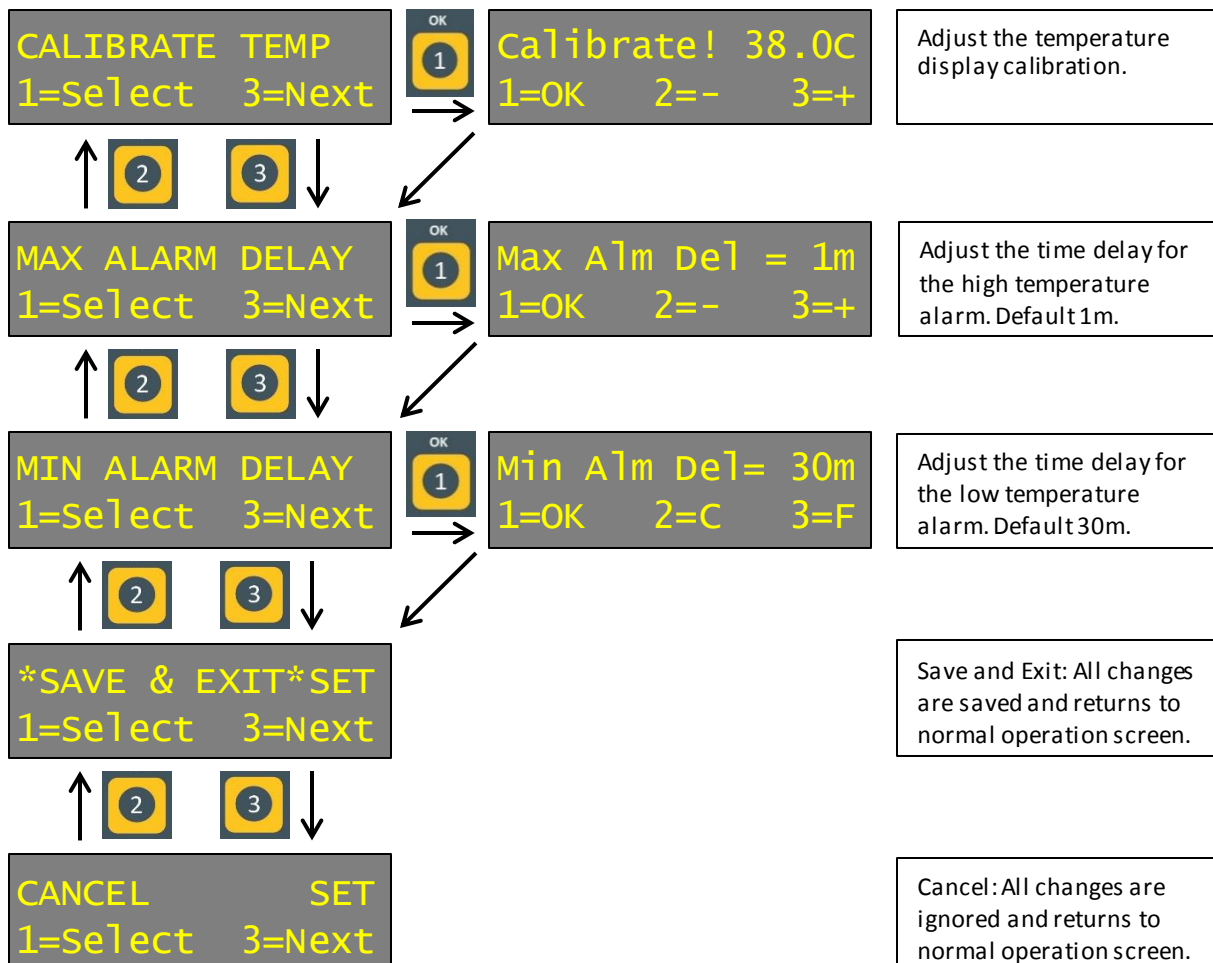 CALIBRATE TEMP
1=Select 3=Next
OK
1
Calibrate! 38.0C
1=OK 2=- 3=+
Adjust the temperature
display calibration.
2
3
MAX ALARM DELAY
1=Select 3=Next
OK
1
Max Alm Del = 1m
1=OK 2=- 3=+
Adjust the time delay for
the high temperature
alarm. Default 1m.
2
3
MIN ALARM DELAY
1=Select 3=Next
OK
1
Min Alm Del= 30m
1=OK 2=C 3=F
Adjust the time delay for
the low temperature
alarm. Default 30m.
2
3
*SAVE & EXIT*SET
1=Select 3=Next
Save and Exit: All changes
are saved and returns to
normal operation screen.
2
3
CANCEL SET
1=Select 3=Next
Cancel: All changes are
ignored and returns to
normal operation screen.